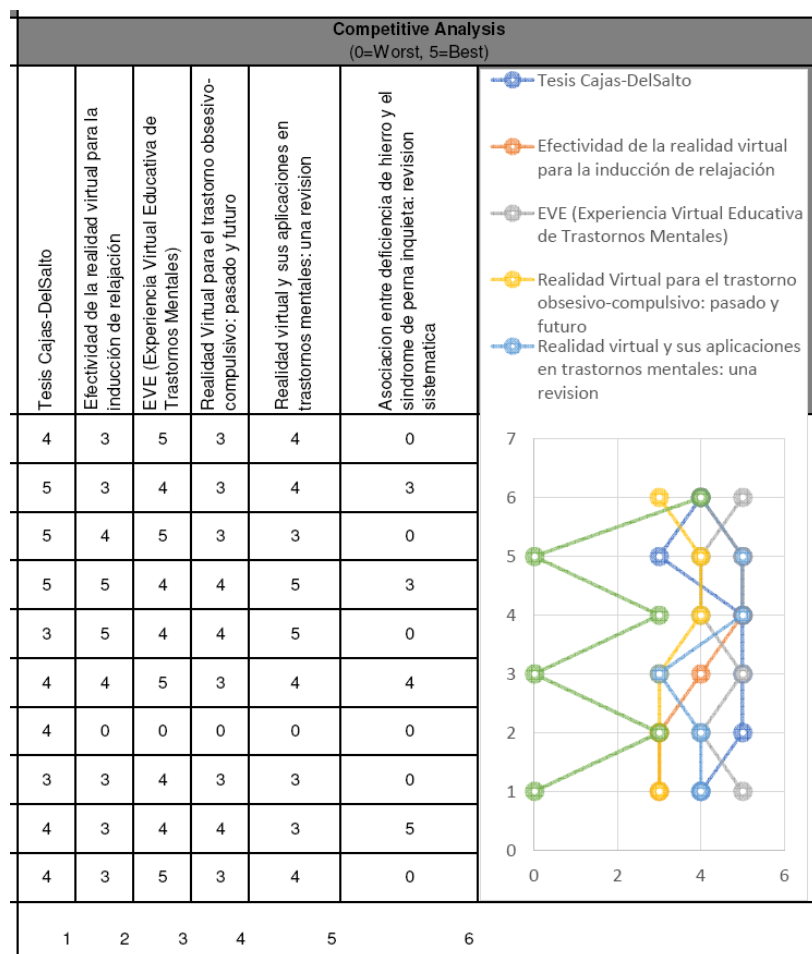 Competitive Analysis
(0=Worst, 5=Best)
Tesis Cajas-DelSalto
Efectividad de la realidad virtual para la
inducción de relajación
EVE (Experiencia Virtual Educativa de
Trastornos Mentales)
Realidad Virtual para el trastorno obsesivo-
compulsivo: pasado y futuro
Realidad virtual y sus aplicaciones en
trastornos mentales: una revision
Asociacion entre deficiencia de hierro y el
sindrome de perna inquieta: revision
sistematica
Tesis Cajas-DelSalto
Efectividad de la realidad virtual
para la inducción de relajación
EVE (Experiencia Virtual Educativa
de Trastornos Mentales)
Realidad Virtual para el trastorno
obsesivo-compulsivo: pasado y
futuro
Realidad virtual y sus aplicaciones
en trastornos mentales: una
revision
4 3 5 3 4 0
5 3 4 3 4 3
5 4 5 3 3 0
5 5 4 4 5 3
3 5 4 4 5 0
4 4 5 3 4 4
4 0 0 0 0 0
3 3 4 3 3 0
4 3 4 4 3 5
4 3 5 3 4 0
7
6
5
4
3
2
1
0
0 2 4 6
1 2 3 4 5 6